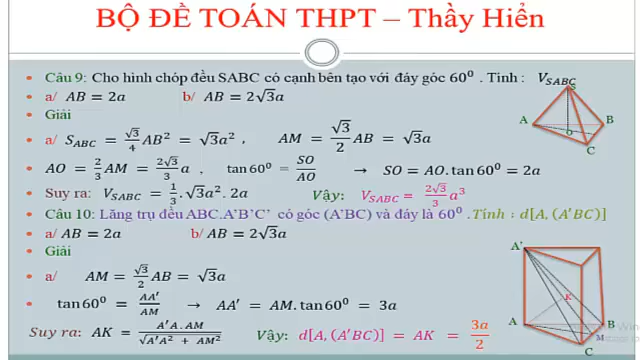 BỘ ĐỀ TOÁN THPT – Thầy Hiển
Câu 9: Cho hình chóp đều SABC có cạnh bên tạo với đáy góc 60⁰ . Tính : V_SABC
a/ AB = 2a b/ AB = 2√3a
Giải
a/ S_ABC = √3/4 AB² = √3a² , AM = √3/2 AB = √3a
AO = 2/3 AM = 2√3/3 a , tan60⁰ = SO/AO → SO = AO.tan60⁰ = 2a
Suy ra: V_SABC = 1/3 . √3a². 2a Vậy: V_SABC = 2√3/3 a³
Câu 10: Lăng trụ đều ABC.A'B'C' có góc (A'BC) và đáy là 60⁰ .Tính : d[A, (A'BC)]
a/ AB = 2a b/ AB = 2√3a
Giải
a/ AM = √3/2 AB = √3a
tan60⁰ = AA'/AM → AA' = AM.tan60⁰ = 3a
Suy ra: AK = A'A.AM/√(A'A² + AM²) Vậy: d[A, (A'BC)] = AK = 3a/2
S
A
B
O
C
A'
K
A
B
M
C